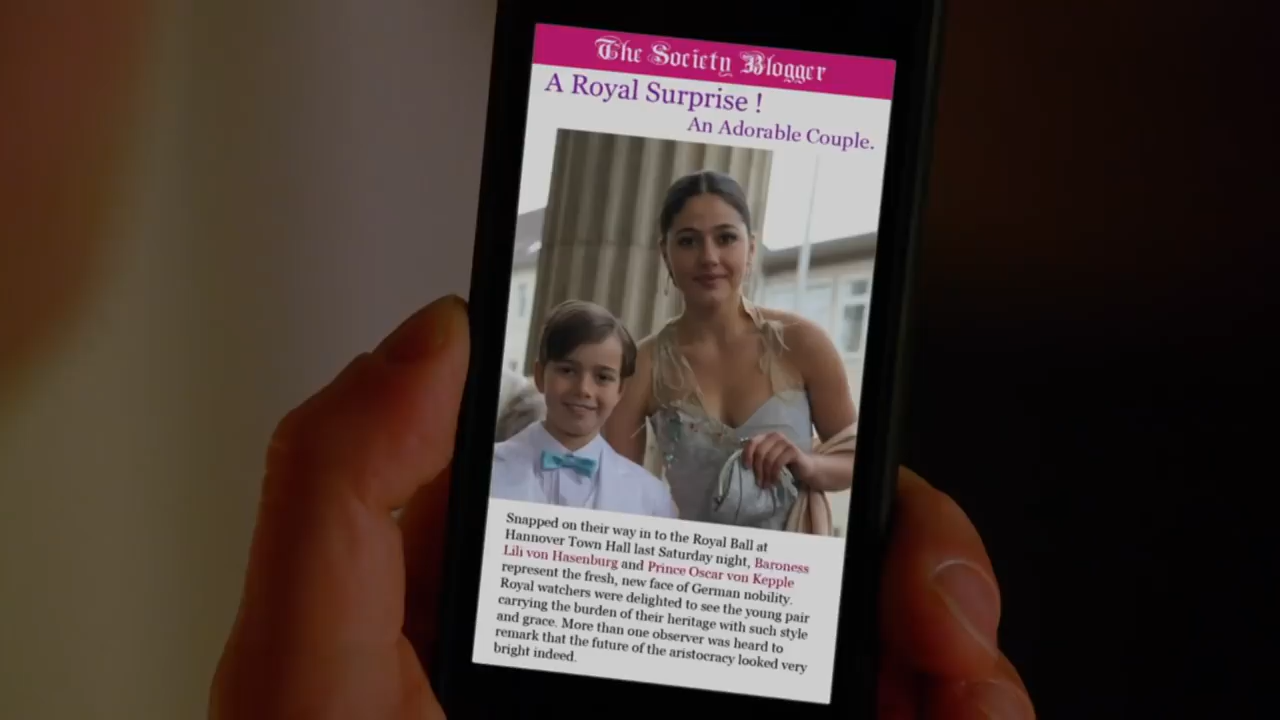 The Society Blogger
A Royal Surprise !
An Adorable Couple.
Snapped on their way in to the Royal Ball at
Hannover Town Hall last Saturday night, Baroness
Lili von Hasenburg and Prince Oscar von Kepple
represent the fresh, new face of German nobility.
Royal watchers were delighted to see the young pair
carrying the burden of their heritage with such style
and grace. More than one observer was heard to
remark that the future of the aristocracy looked very
bright indeed.